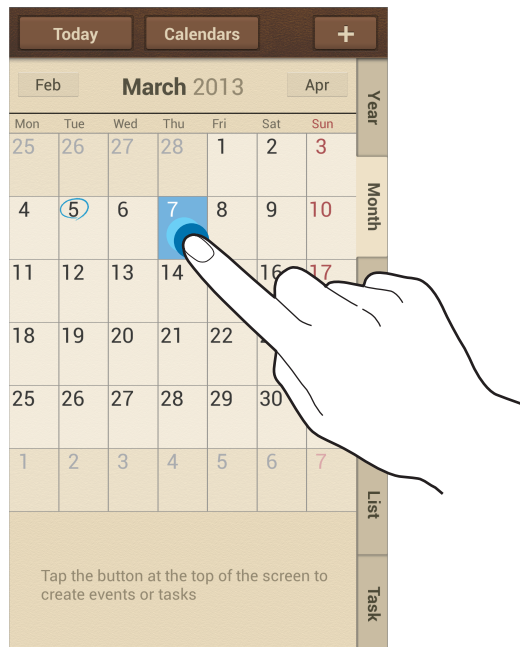 Today Calendars +
Feb March 2013 Apr
Year
Mon Tue Wed Thu Fri Sat Sun
25 26 27 28 1 2 3
Month
4 5 6 7 8 9 10
11 12 13 14 16 17
18 19 20 21 22
25 26 27 28 29 30
1 2 3 4 5 6 7
List
Tap the button at the top of the screen to
create events or tasks
Task